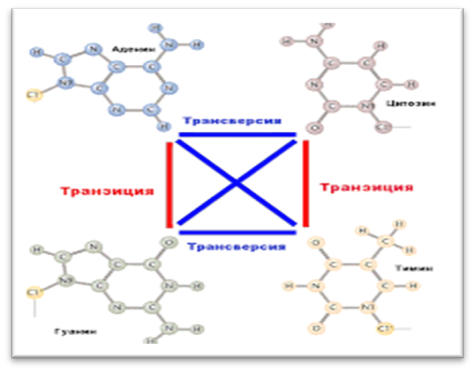 Аденин
Цитозин
Трансверсия
Транзиция
Транзиция
Трансверсия
Гуанин
Тимин